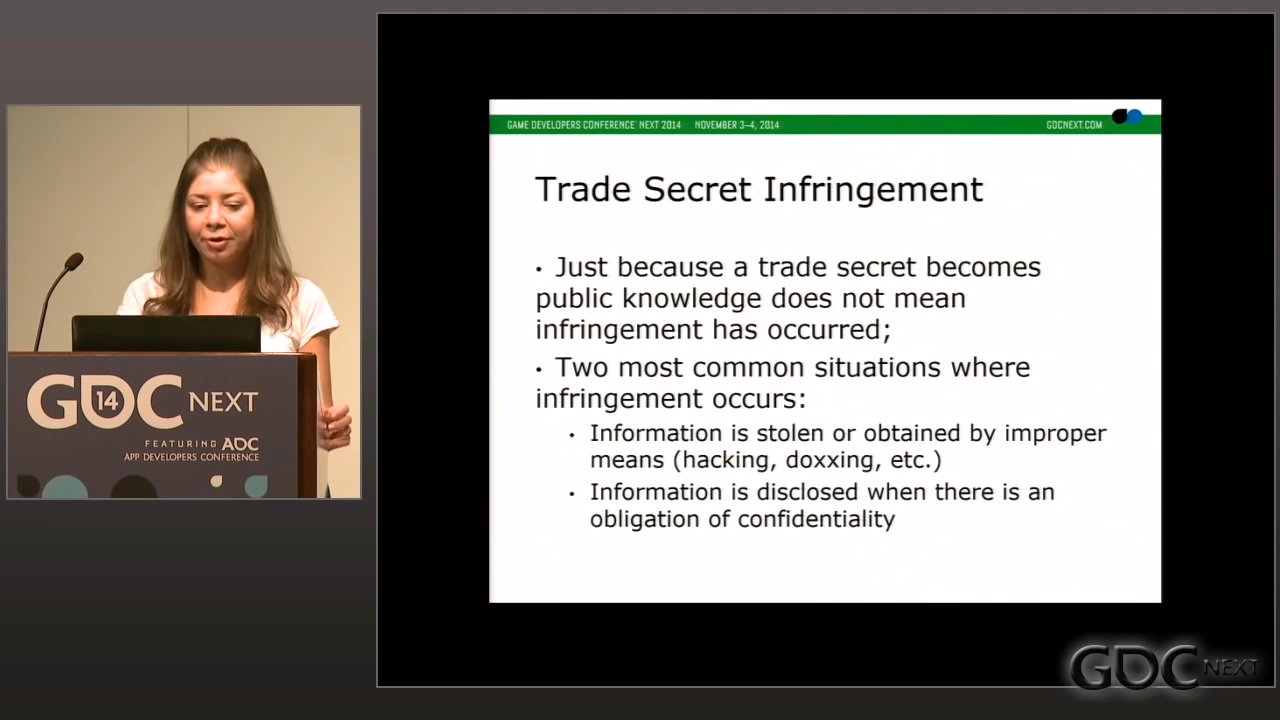 GAME DEVELOPERS CONFERENCE® NEXT 2014 NOVEMBER 3–4, 2014 GDCNEXT.COM
Trade Secret Infringement
• Just because a trade secret becomes
public knowledge does not mean
infringement has occurred;
• Two most common situations where
infringement occurs:
• Information is stolen or obtained by improper
means (hacking, doxxing, etc.)
• Information is disclosed when there is an
obligation of confidentiality
GDC 14 NEXT
FEATURING ADC
APP DEVELOPERS CONFERENCE
GDC NEXT